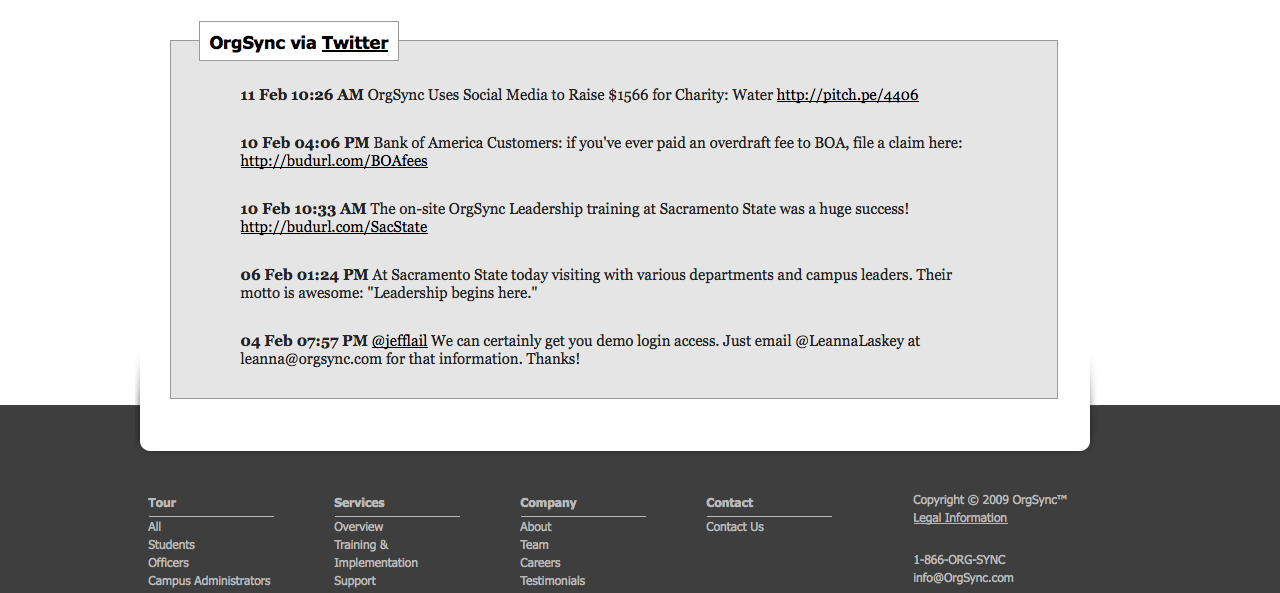 OrgSync via Twitter
11 Feb 10:26 AM OrgSync Uses Social Media to Raise $1566 for Charity: Water http://pitch.pe/4406
10 Feb 04:06 PM Bank of America Customers: if you've ever paid an overdraft fee to BOA, file a claim here:
http://budurl.com/BOAfees
10 Feb 10:33 AM The on-site OrgSync Leadership training at Sacramento State was a huge success!
http://budurl.com/SacState
06 Feb 01:24 PM At Sacramento State today visiting with various departments and campus leaders. Their
motto is awesome: "Leadership begins here."
04 Feb 07:57 PM @jefflail We can certainly get you demo login access. Just email @LeannaLaskey at
leanna@orgsync.com for that information. Thanks!
Tour
All
Students
Officers
Campus Administrators
Services
Overview
Training &
Implementation
Support
Company
About
Team
Careers
Testimonials
Contact
Contact Us
Copyright © 2009 OrgSync™
Legal Information
1-866-ORG-SYNC
info@OrgSync.com